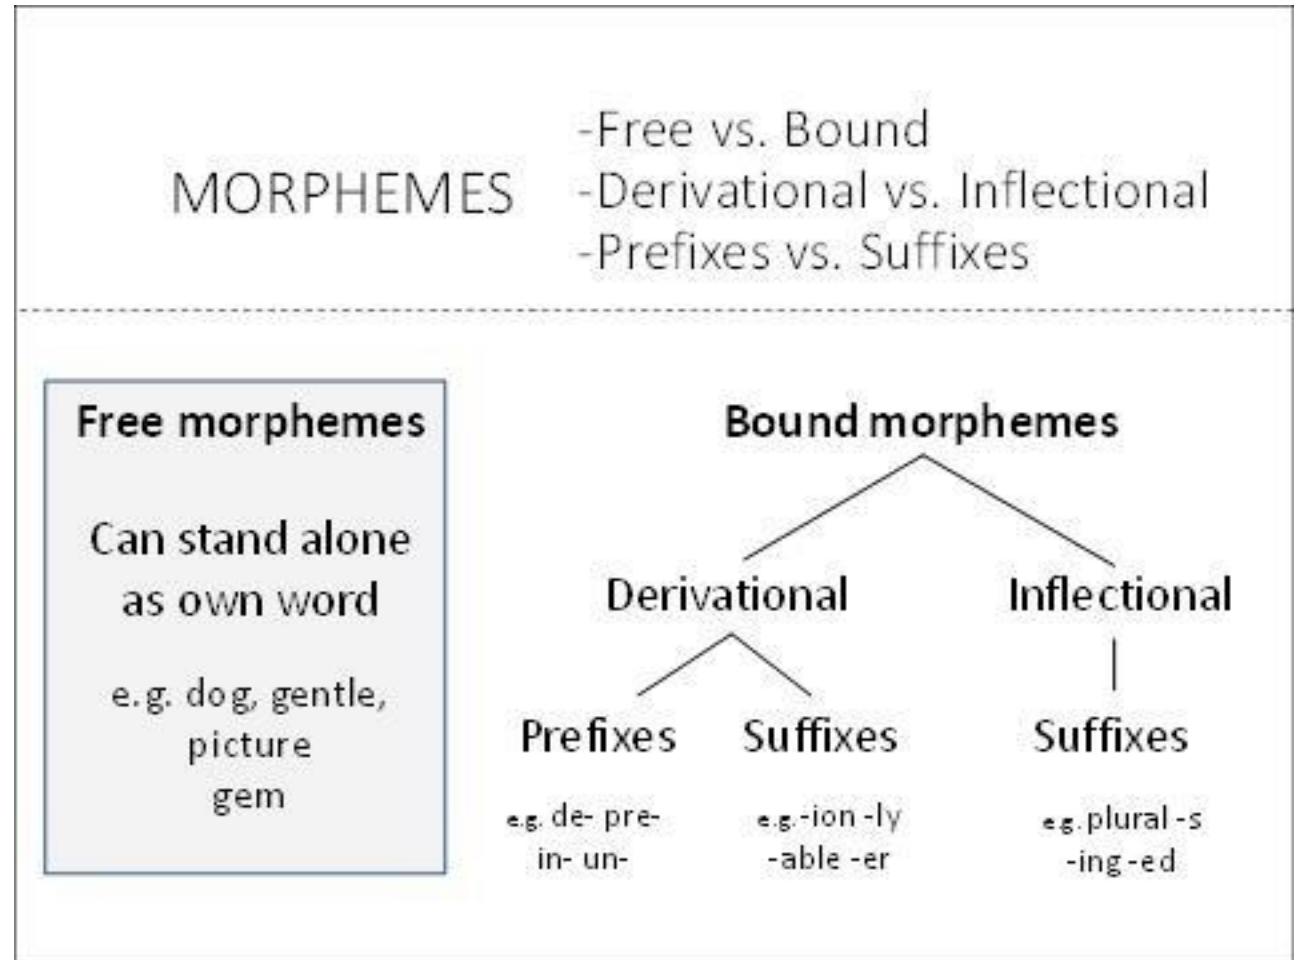 MORPHEMES
-Free vs. Bound
-Derivational vs. Inflectional
-Prefixes vs. Suffixes
Free morphemes
Can stand alone
as own word
e.g. dog, gentle,
picture
gem
Bound morphemes
Derivational
Inflectional
Prefixes
Suffixes
Suffixes
e.g. de- pre-
in- un-
e.g.-ion -ly
-able -er
e.g. plural -s
-ing -ed